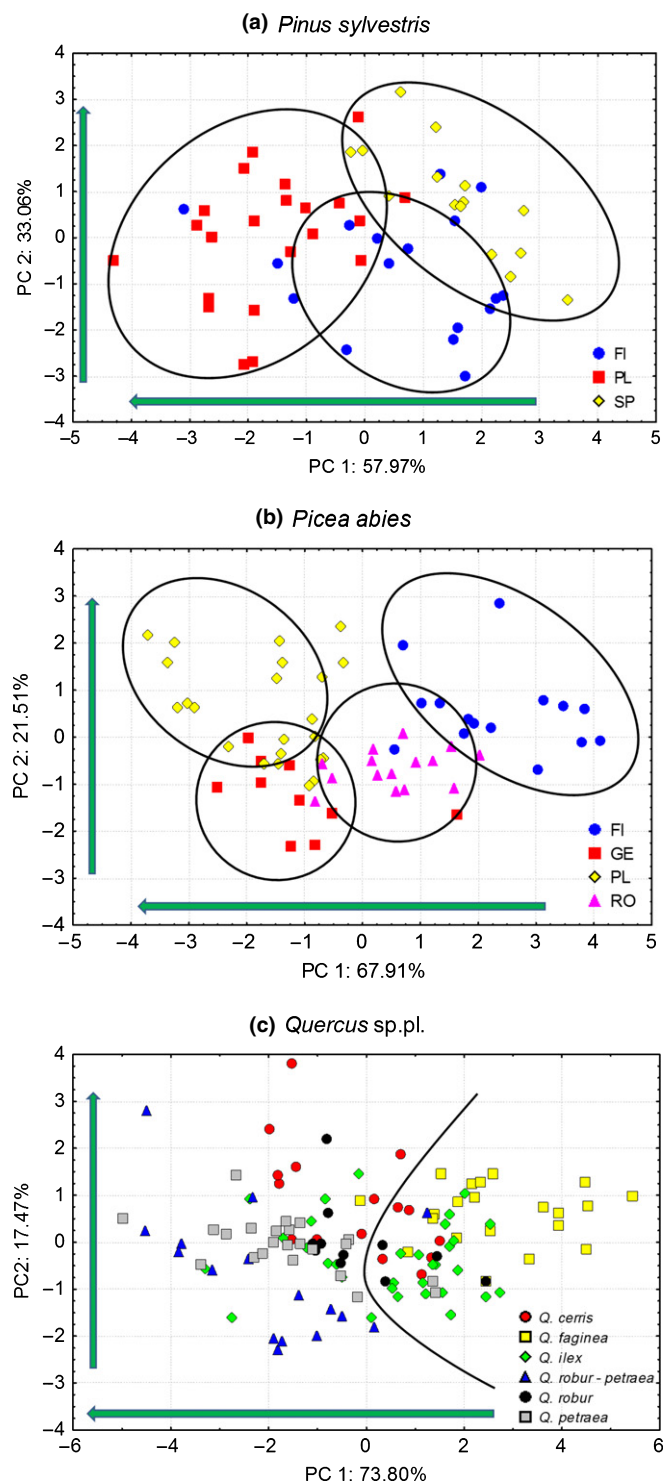 (a) Pinus sylvestris
4
3
2
1
0
–1
–2
–3
–4
PC 2: 33.06%
FI
PL
SP
–5 –4 –3 –2 –1 0 1 2 3 4 5
PC 1: 57.97%
(b) Picea abies
4
3
2
1
0
–1
–2
–3
–4
PC 2: 21.51%
FI
GE
PL
RO
–5 –4 –3 –2 –1 0 1 2 3 4 5
PC 1: 67.91%
(c) Quercus sp.pl.
4
3
2
1
0
–1
–2
–3
–4
PC2: 17.47%
Q. cerris
Q. faginea
Q. ilex
Q. robur - petraea
Q. robur
Q. petraea
–6 –4 –2 0 2 4 6
PC 1: 73.80%